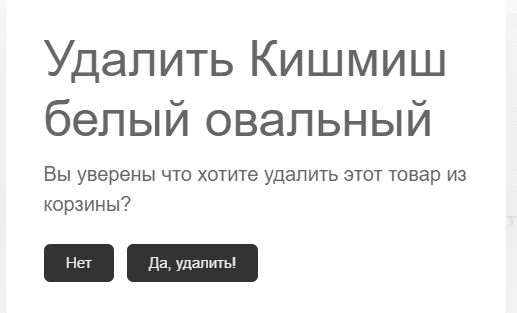 Удалить Кишмиш
белый овальный
Вы уверены что хотите удалить этот товар из
корзины?
Нет
Да, удалить!